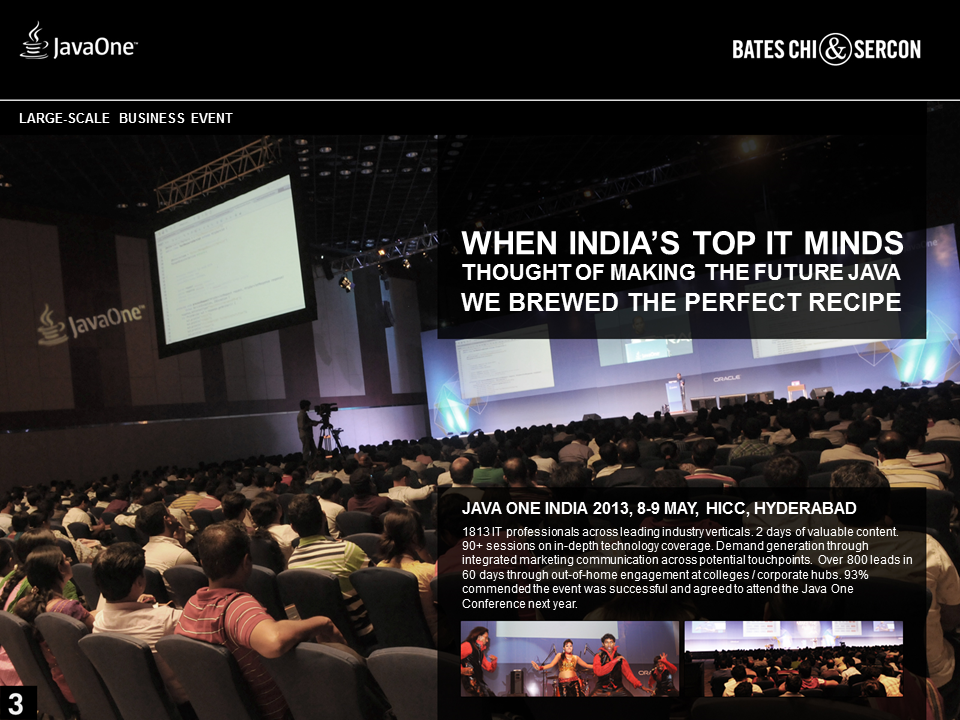 JavaOne™
BATES CHI & SERCON
LARGE-SCALE BUSINESS EVENT
WHEN INDIA'S TOP IT MINDS
THOUGHT OF MAKING THE FUTURE JAVA
WE BREWED THE PERFECT RECIPE
JavaOne™
ORACLE
JAVA ONE INDIA 2013, 8-9 MAY, HICC, HYDERABAD
1813 IT professionals across leading industry verticals. 2 days of valuable content.
90+ sessions on in-depth technology coverage. Demand generation through
integrated marketing communication across potential touchpoints. Over 800 leads in
60 days through out-of-home engagement at colleges / corporate hubs. 93%
commended the event was successful and agreed to attend the Java One
Conference next year.
3